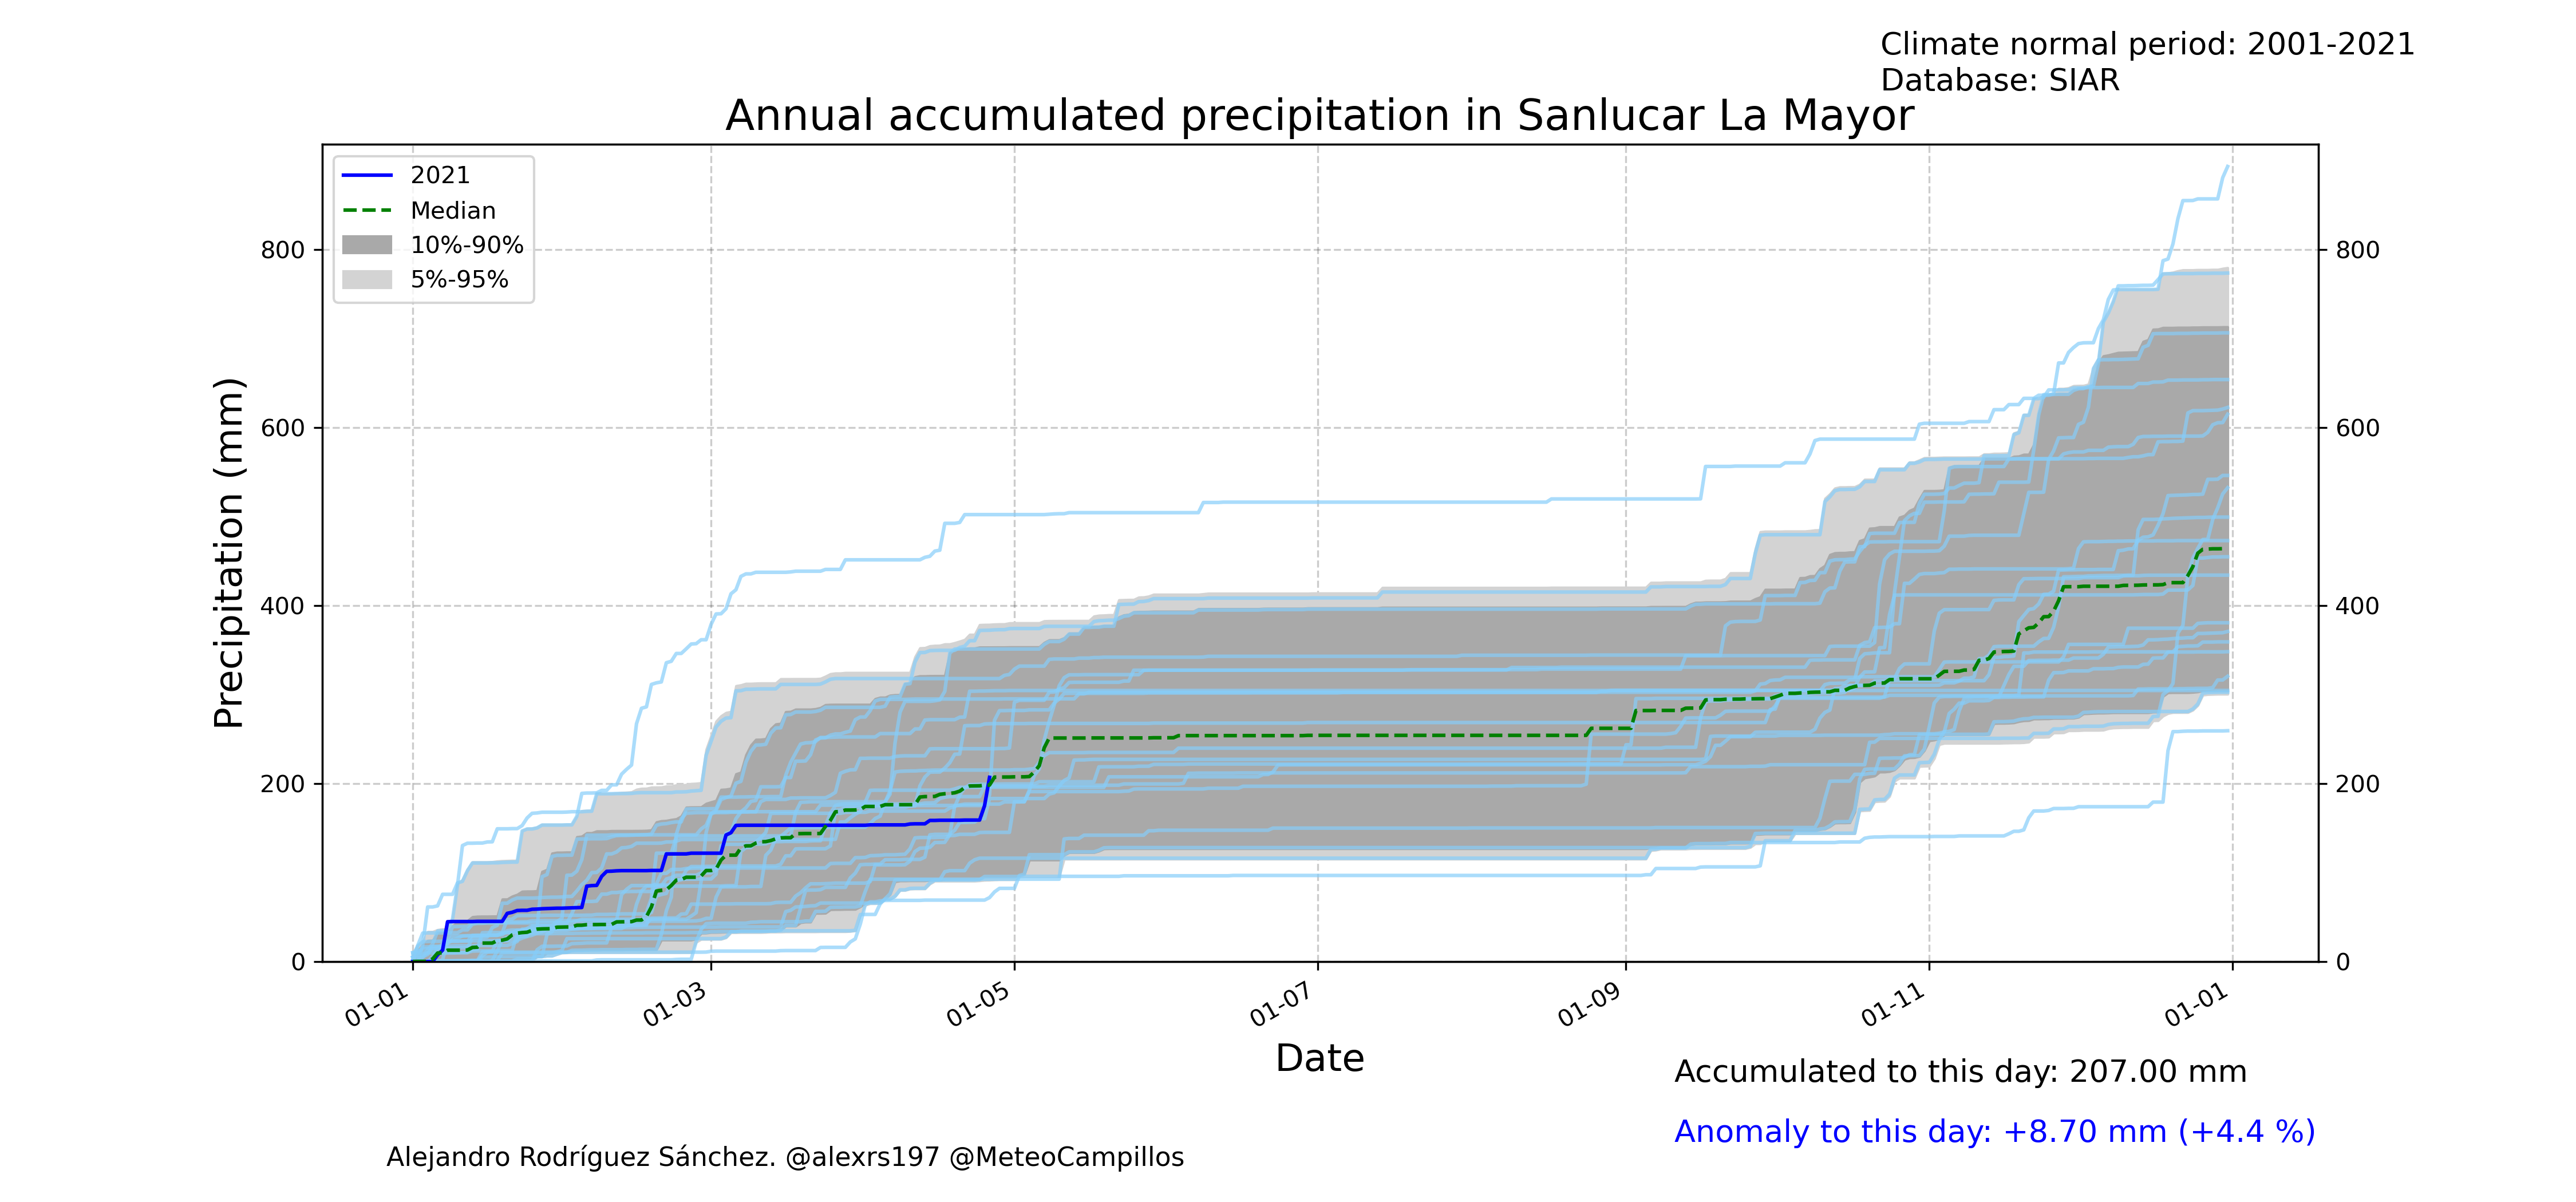 Climate normal period: 2001-2021
Database: SIAR
Annual accumulated precipitation in Sanlucar La Mayor
2021
Median
10%-90%
5%-95%
Precipitation (mm)
800
600
400
200
0
800
600
400
200
0
01-01
01-03
01-05
01-07
01-09
01-11
01-01
Date
Accumulated to this day: 207.00 mm
Anomaly to this day: +8.70 mm (+4.4 %)
Alejandro Rodríguez Sánchez. @alexrs197 @MeteoCampillos